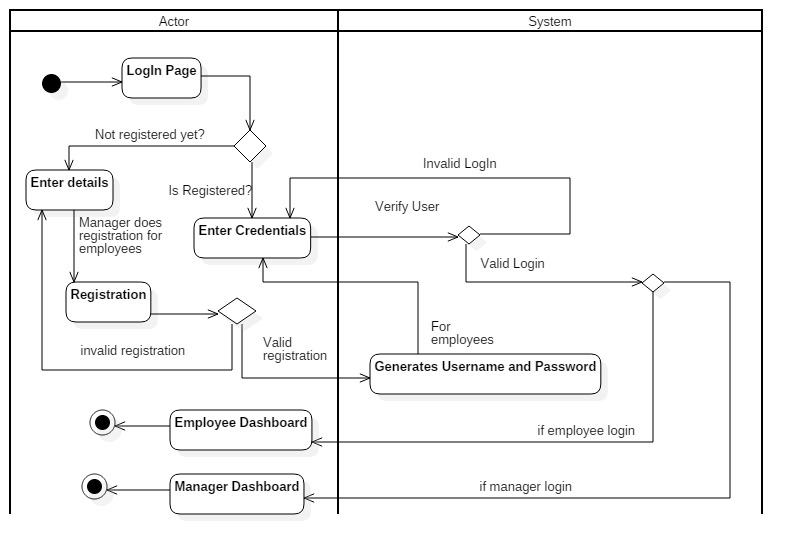 Actor
System
LogIn Page
Not registered yet?
Invalid LogIn
Enter details
Is Registered?
Verify User
Manager does
registration for
employees
Enter Credentials
Valid Login
Registration
For
employees
Valid
registration
invalid registration
Generates Username and Password
Employee Dashboard
if employee login
Manager Dashboard
if manager login